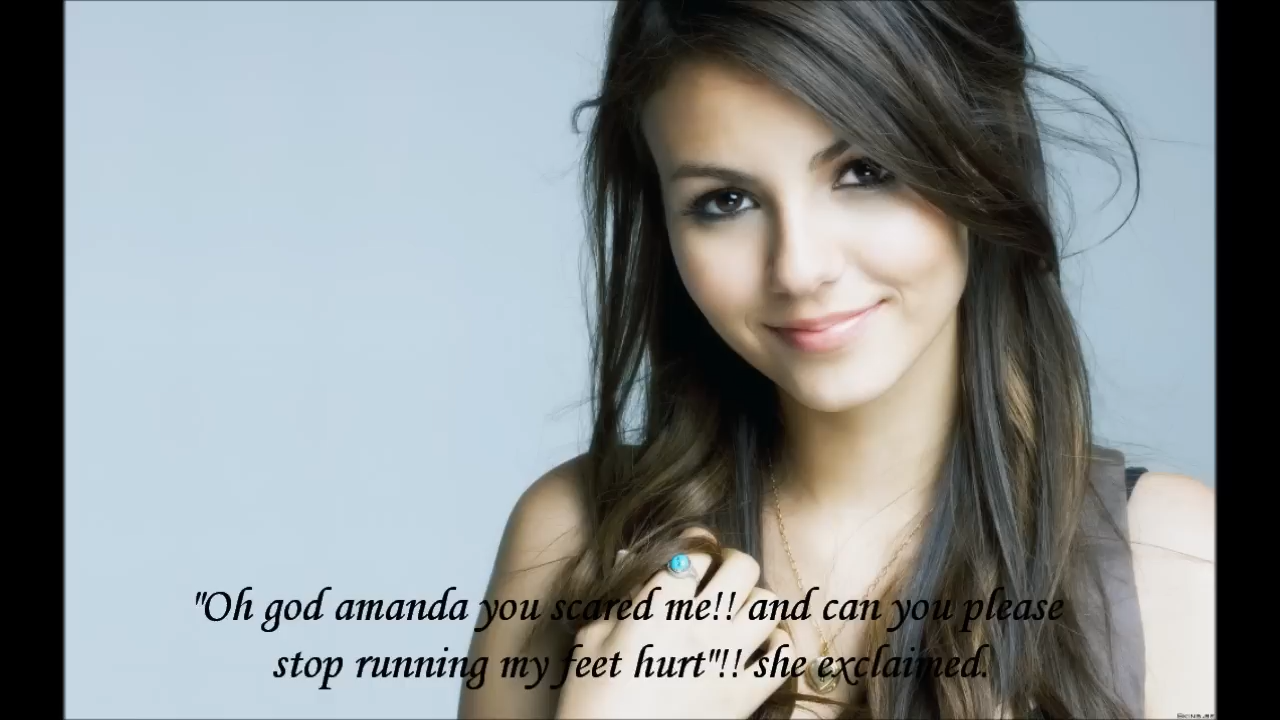 "Oh god amanda you scared me!! and can you please
stop running my feet hurt"!! she exclaimed.